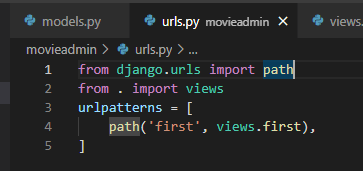 models.py
urls.py movieadmin ×
views.
movieadmin > urls.py > ...
1 from django.urls import path
2 from . import views
3 urlpatterns = [
4 path('first', views.first),
5 ]